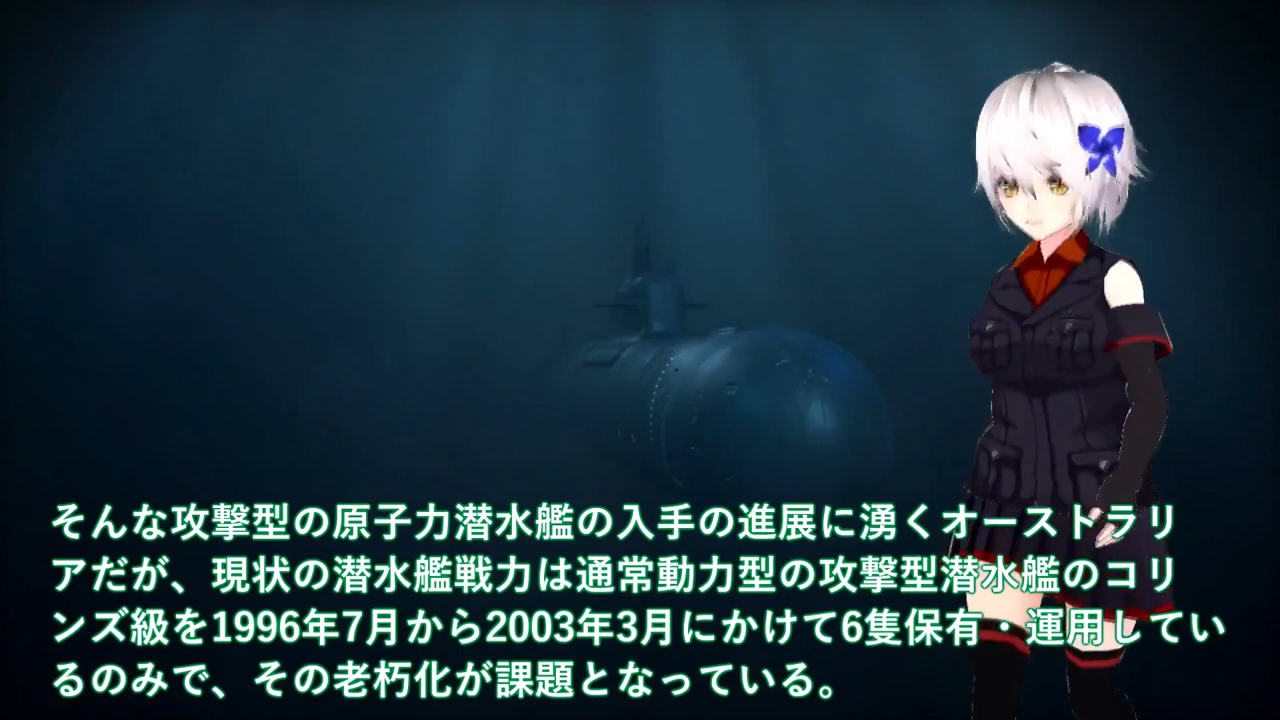 そんな攻撃型の原子力潜水艦の入手の進展に湧くオーストラリ
アだが、現状の潜水艦戦力は通常動力型の攻撃型潜水艦のコリ
ンズ級を1996年7月から2003年3月にかけて6隻保有・運用してい
るのみで、その老朽化が課題となっている。